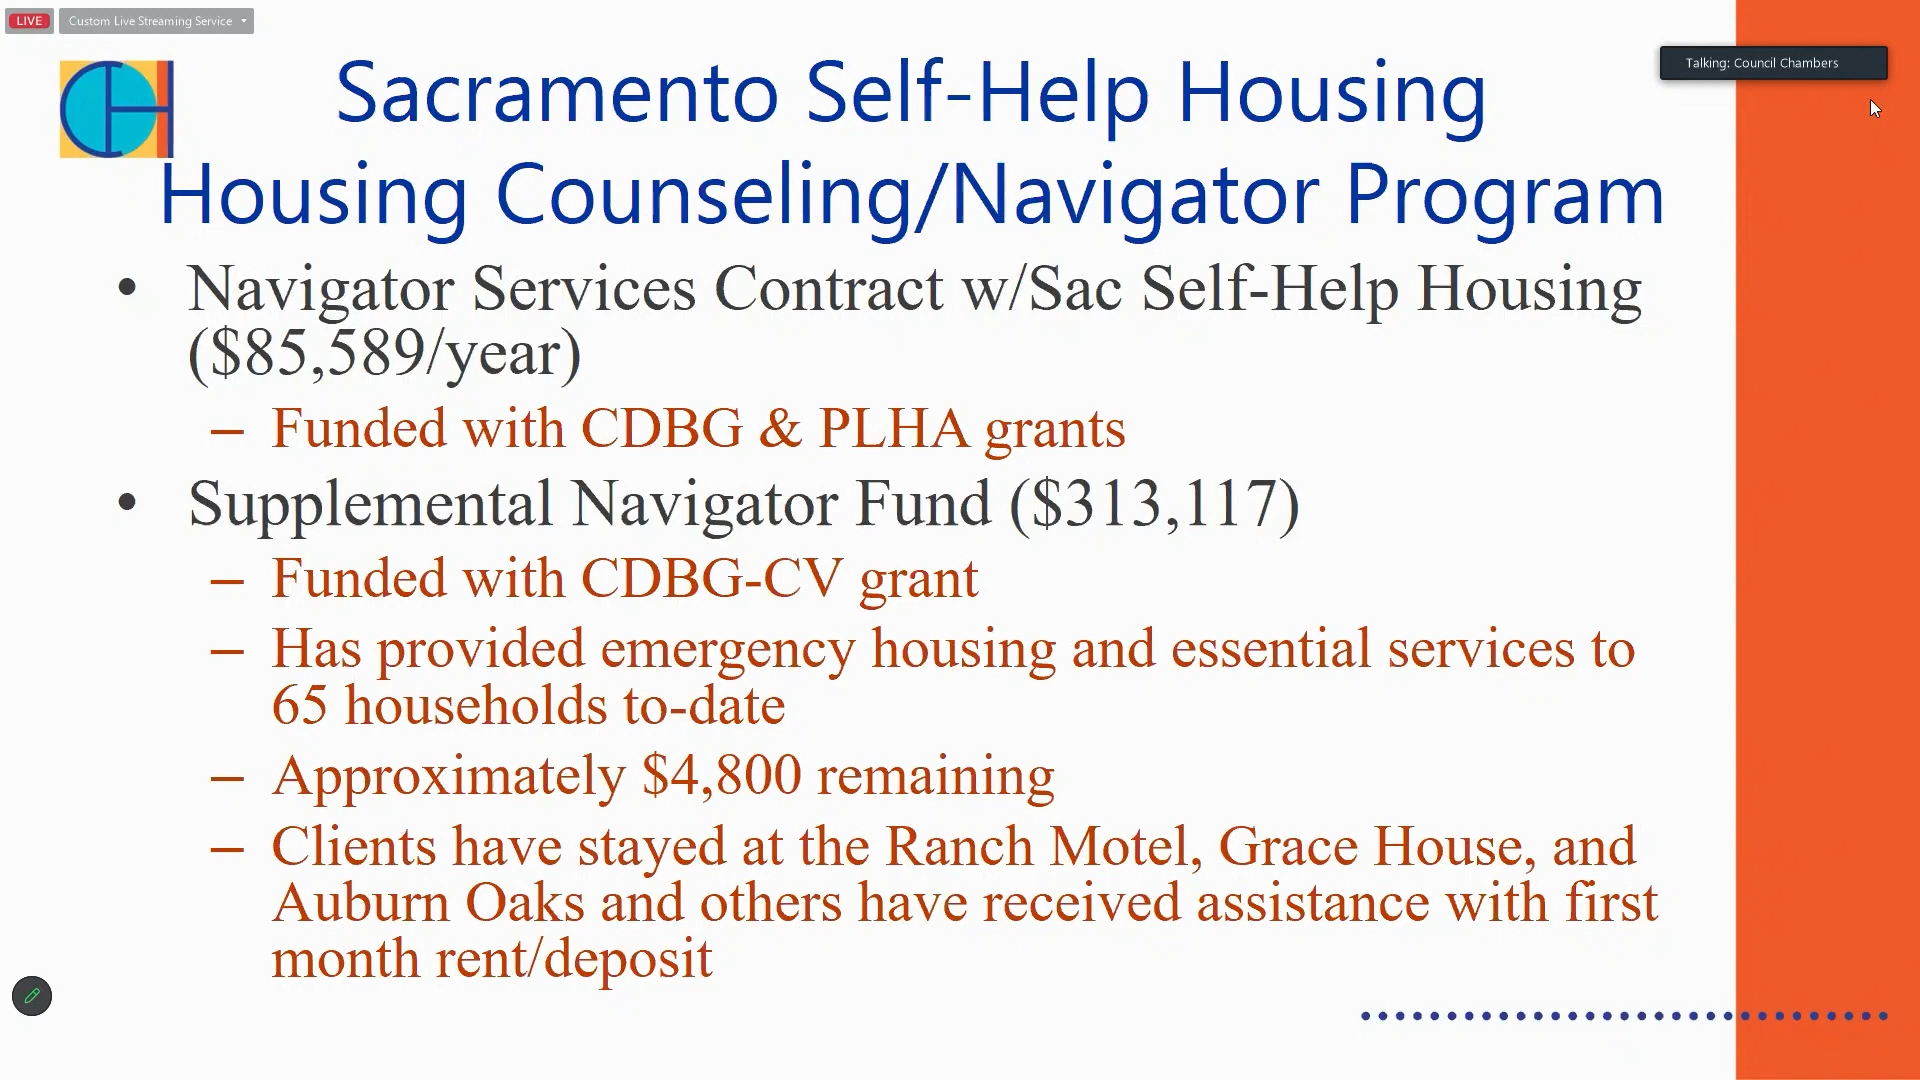 LIVE
Custom Live Streaming Service
Talking: Council Chambers
CH
Sacramento Self-Help Housing
Housing Counseling/Navigator Program
• Navigator Services Contract w/Sac Self-Help Housing
($85,589/year)
– Funded with CDBG & PLHA grants
• Supplemental Navigator Fund ($313,117)
– Funded with CDBG-CV grant
– Has provided emergency housing and essential services to
65 households to-date
– Approximately $4,800 remaining
– Clients have stayed at the Ranch Motel, Grace House, and
Auburn Oaks and others have received assistance with first
month rent/deposit